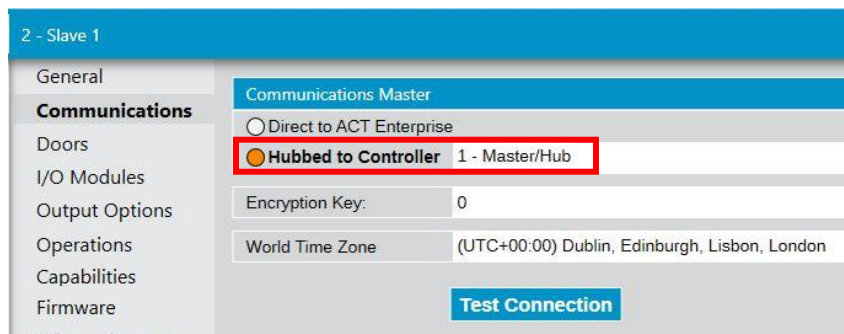 2 - Slave 1
General
Communications
Doors
I/O Modules
Output Options
Operations
Capabilities
Firmware
Communications Master
Direct to ACT Enterprise
Hubbed to Controller 1 - Master/Hub
Encryption Key: 0
World Time Zone (UTC+00:00) Dublin, Edinburgh, Lisbon, London
Test Connection